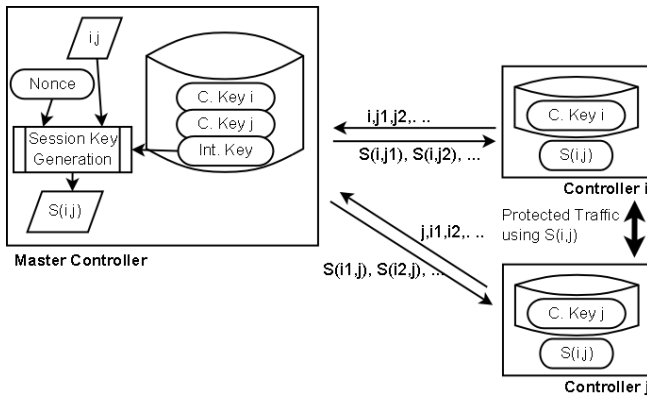 i,j
Nonce
C. Key i
C. Key j
Session Key
Generation
Int. Key
S(i,j)
Master Controller
i,j1,j2,. ..
S(i,j1), S(i,j2), ...
j,i1,i2,. ..
S(i1,j), S(i2,j), ...
C. Key i
S(i,j)
Controller i
Protected Traffic
using S(i,j)
C. Key j
S(i,j)
Controller j